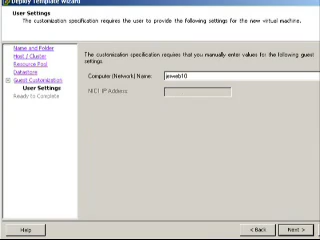 Deploy Template Wizard
User Settings
The customization specification requires the user to provide the following settings for the new virtual machine.
Name and Folder
Host / Cluster
Resource Pool
Datastore
Guest Customization
User Settings
Ready to Complete
The customization specification requires that you manually enter values for the following guest
settings.
Computer (Network) Name:
NIC1 IP Address:
Help
< Back
Next >